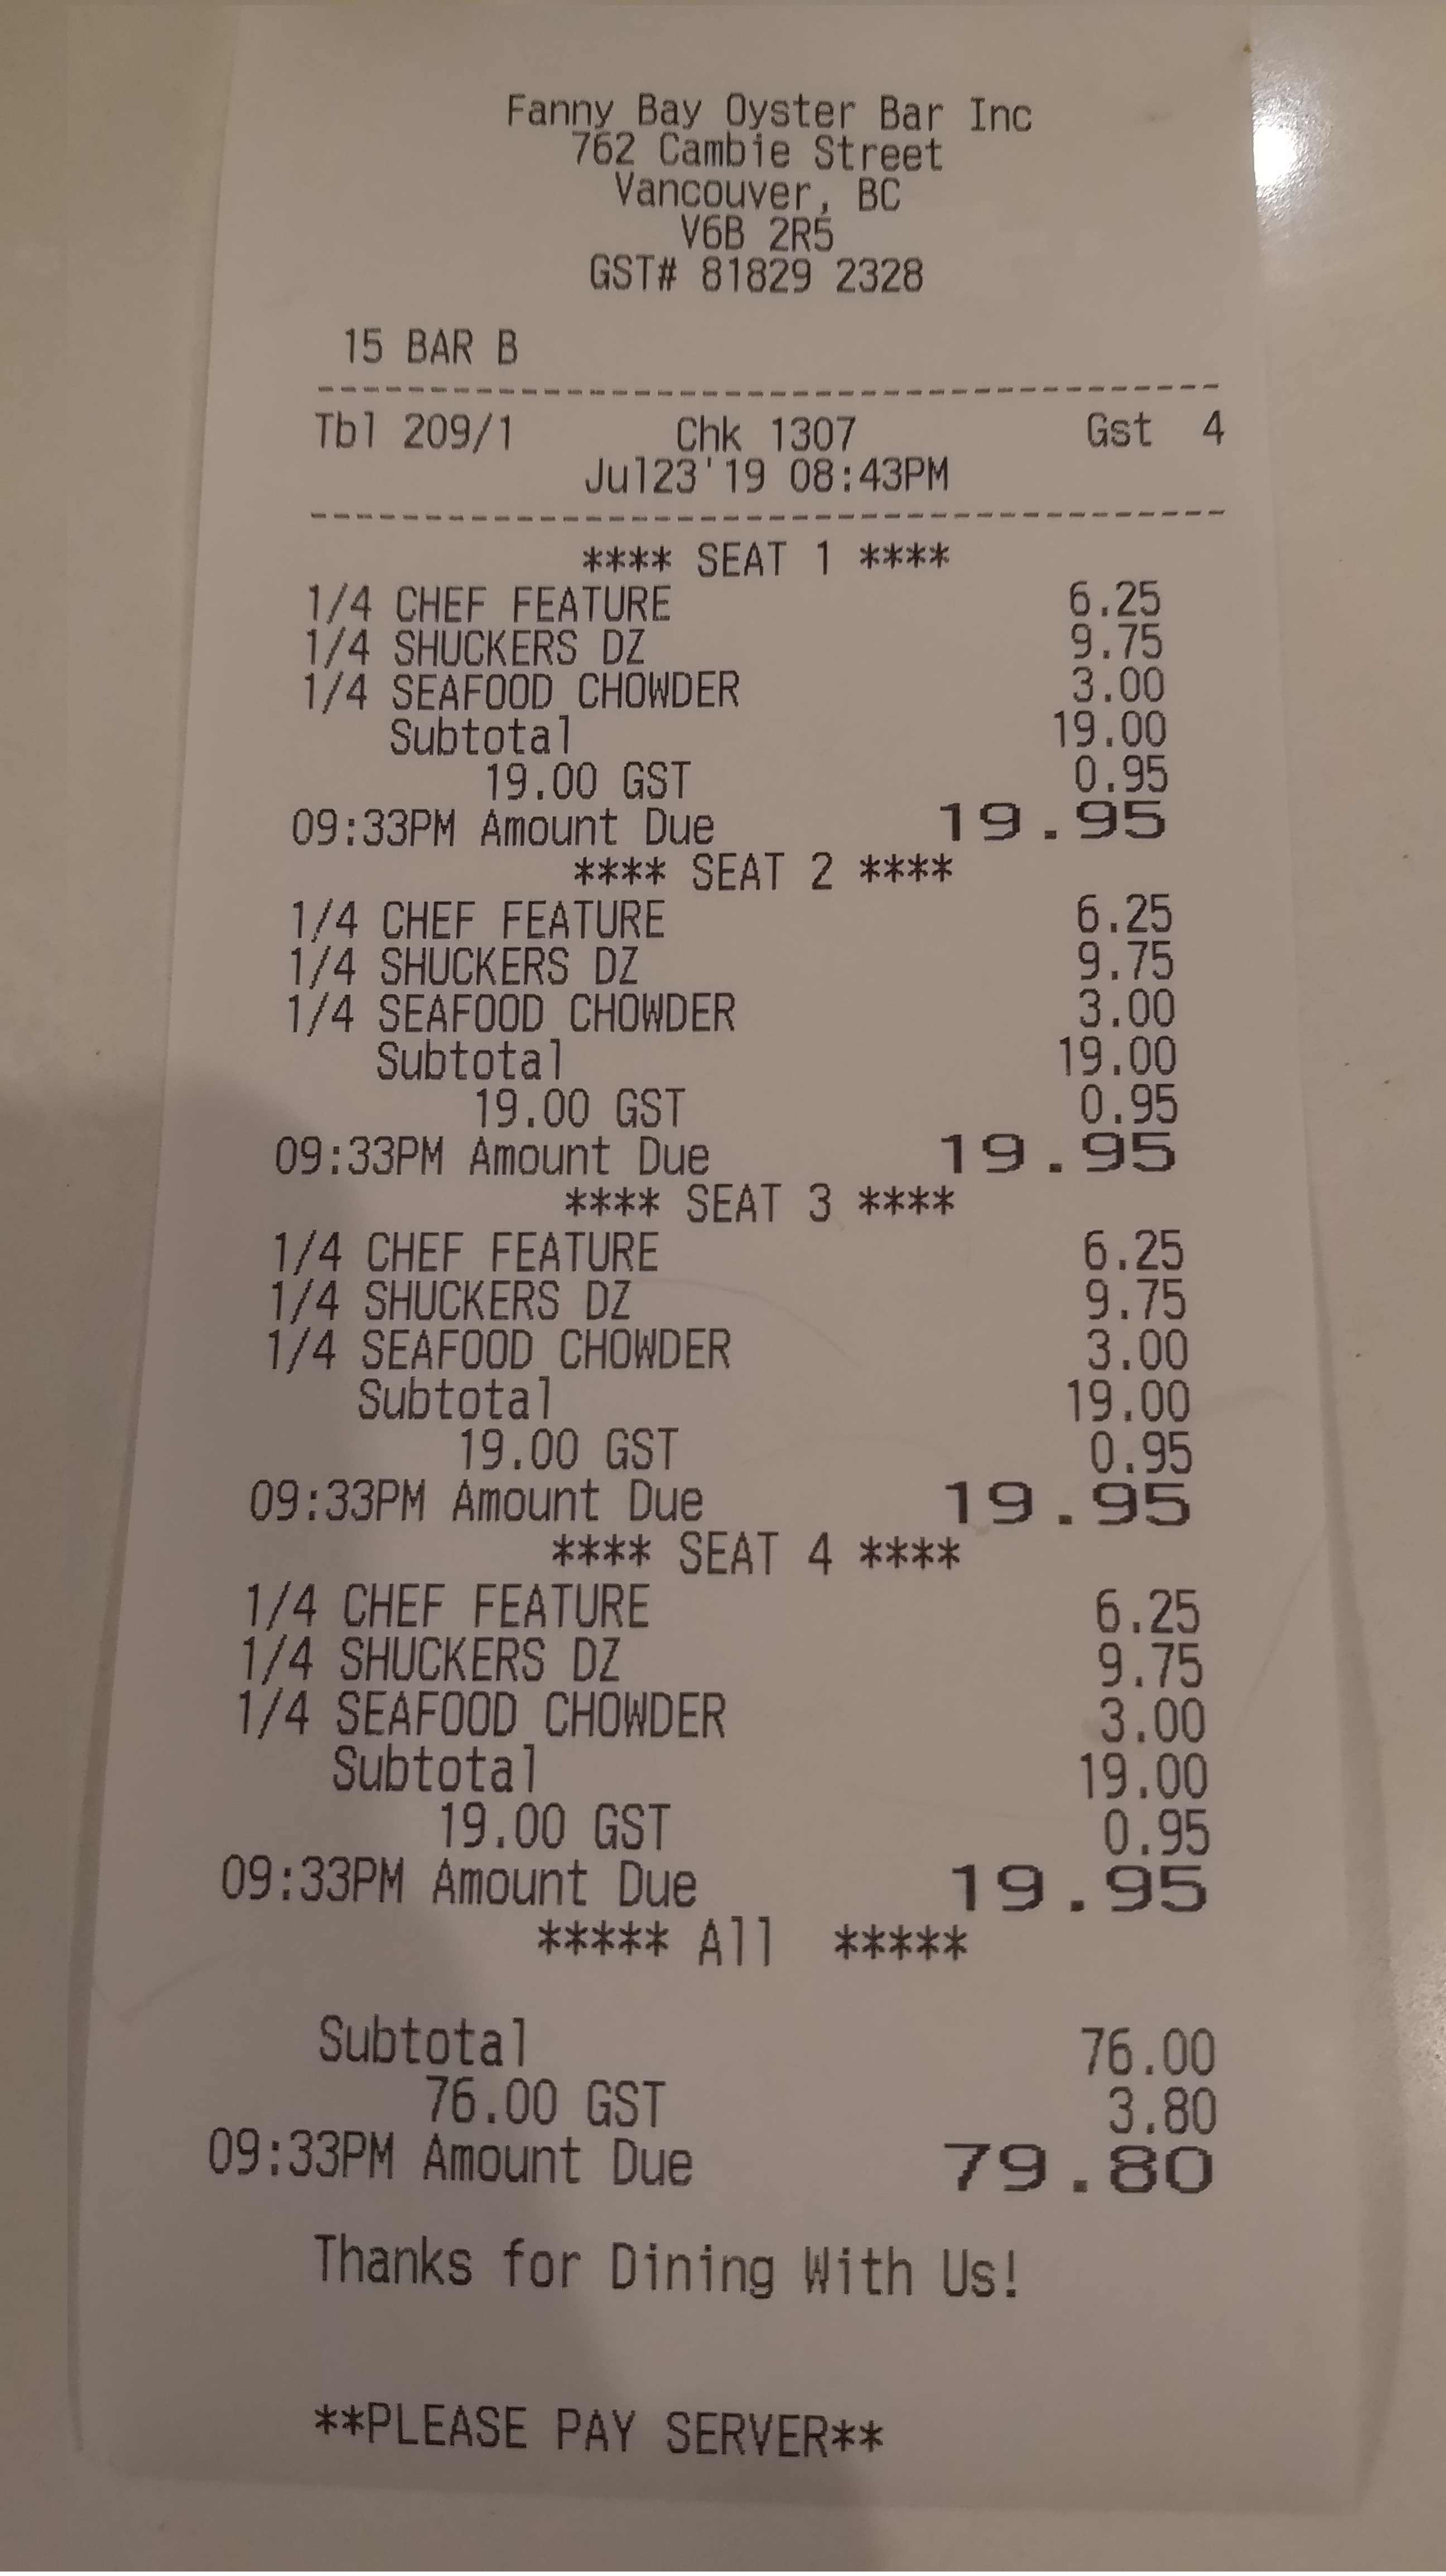 Fanny Bay Oyster Bar Inc
762 Cambie Street
Vancouver, BC
V6B 2R5
GST# 81829 2328
15 BAR B
----------------------------------------
Tbl 209/1 Chk 1307 Gst 4
Jul23'19 08:43PM
----------------------------------------
**** SEAT 1 ****
1/4 CHEF FEATURE 6.25
1/4 SHUCKERS DZ 9.75
1/4 SEAFOOD CHOWDER 3.00
Subtotal 19.00
19.00 GST 0.95
09:33PM Amount Due 19.95
**** SEAT 2 ****
1/4 CHEF FEATURE 6.25
1/4 SHUCKERS DZ 9.75
1/4 SEAFOOD CHOWDER 3.00
Subtotal 19.00
19.00 GST 0.95
09:33PM Amount Due 19.95
**** SEAT 3 ****
1/4 CHEF FEATURE 6.25
1/4 SHUCKERS DZ 9.75
1/4 SEAFOOD CHOWDER 3.00
Subtotal 19.00
19.00 GST 0.95
09:33PM Amount Due 19.95
**** SEAT 4 ****
1/4 CHEF FEATURE 6.25
1/4 SHUCKERS DZ 9.75
1/4 SEAFOOD CHOWDER 3.00
Subtotal 19.00
19.00 GST 0.95
09:33PM Amount Due 19.95
***** All *****
Subtotal 76.00
76.00 GST 3.80
09:33PM Amount Due 79.80
Thanks for Dining With Us!
**PLEASE PAY SERVER**